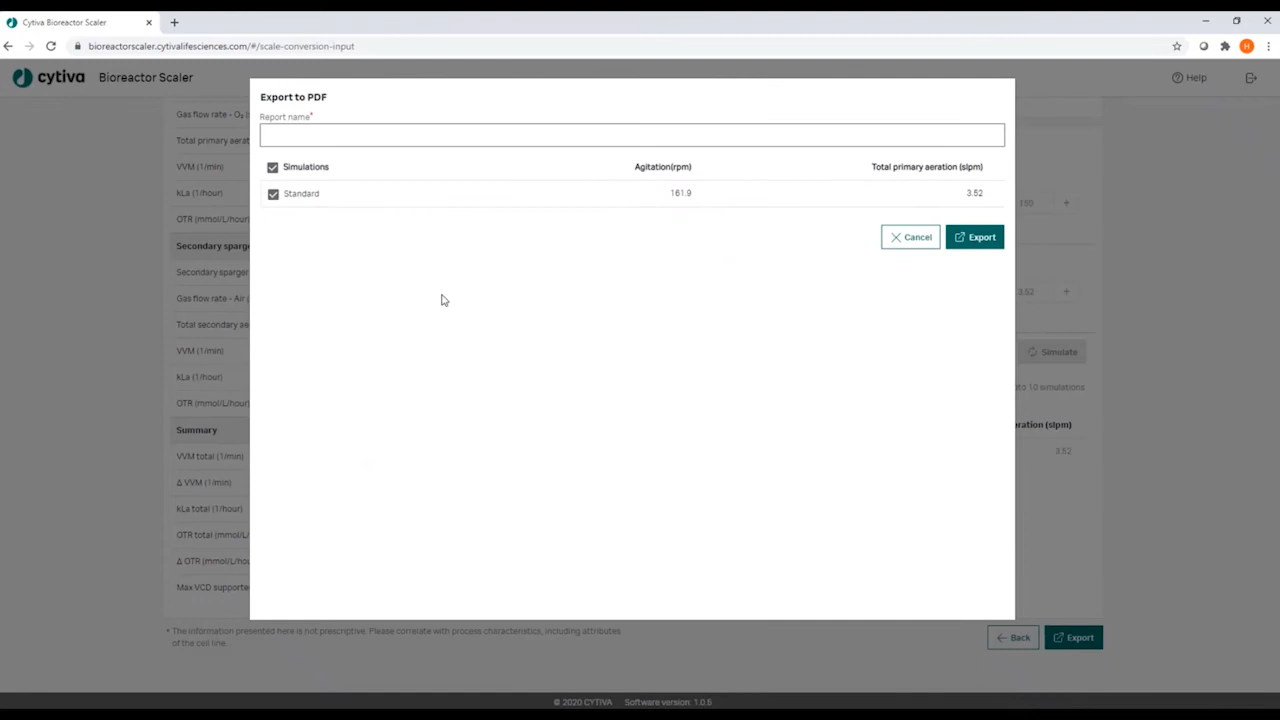 Cytiva Bioreactor Scaler
bioreactorscaler.cytivalifesciences.com/#/scale-conversion-input
H
cytiva Bioreactor Scaler
Help
Export to PDF
Report name*
Simulations Agitation(rpm) Total primary aeration (slpm)
Standard 161.9 3.52
Cancel Export
Gas flow rate - O₂ (s
Total primary aerat
VVM (1/min)
kLa (1/hour)
OTR (mmol/L/hour)
Secondary sparge
Secondary sparger
Gas flow rate - Air (
Total secondary ae
VVM (1/min)
kLa (1/hour)
OTR (mmol/L/hour)
Summary
VVM total (1/min)
Δ VVM (1/min)
kLa total (1/hour)
OTR total (mmol/L/
Δ OTR (mmol/L/hou
Max VCD supporte
150 +
3.52 +
Simulate
to 10 simulations
eration (slpm)
3.52
* The information presented here is not prescriptive. Please correlate with process characteristics, including attributes
of the cell line.
Back Export
© 2020 CYTIVA Software version: 1.0.5